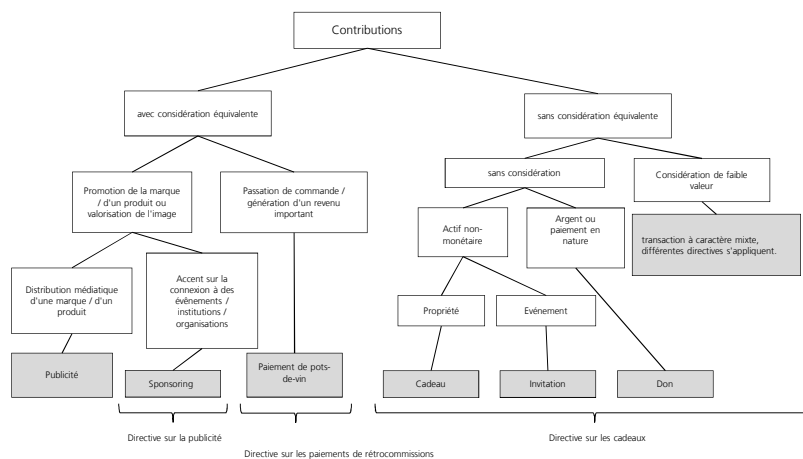 Contributions
avec considération équivalente
sans considération équivalente
sans considération
Considération de faible
valeur
Promotion de la marque
/ d'un produit ou
valorisation de l'image
Passation de commande /
génération d'un revenu
important
Actif non-
monétaire
Argent ou
paiement en
nature
transaction à caractère mixte,
différentes directives s'appliquent.
Distribution médiatique
d'une marque / d'un
produit
Accent sur la
connexion à des
évênements /
institutions /
organisations
Propriété
Evénement
Publicité
Sponsoring
Paiement de pots-
de-vin
Cadeau
Invitation
Don
Directive sur la publicité
Directive sur les paiements de rétrocommissions
Directive sur les cadeaux